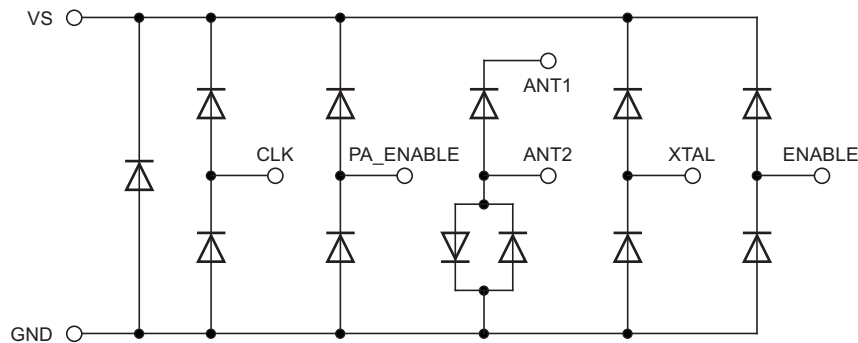 VS
ANT1
CLK
PA_ENABLE
ANT2
XTAL
ENABLE
GND